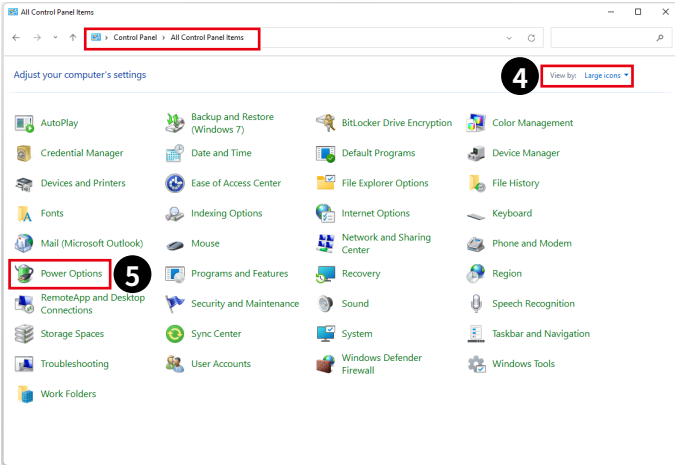 All Control Panel Items
Control Panel > All Control Panel Items
Adjust your computer's settings
4
View by: Large icons
AutoPlay
Backup and Restore
(Windows 7)
BitLocker Drive Encryption
Color Management
Credential Manager
Date and Time
Default Programs
Device Manager
Devices and Printers
Ease of Access Center
File Explorer Options
File History
Fonts
Indexing Options
Internet Options
Keyboard
Mail (Microsoft Outlook)
Mouse
Network and Sharing
Center
Phone and Modem
Power Options
5
Programs and Features
Recovery
Region
RemoteApp and Desktop
Connections
Security and Maintenance
Sound
Speech Recognition
Storage Spaces
Sync Center
System
Taskbar and Navigation
Troubleshooting
User Accounts
Windows Defender
Firewall
Windows Tools
Work Folders